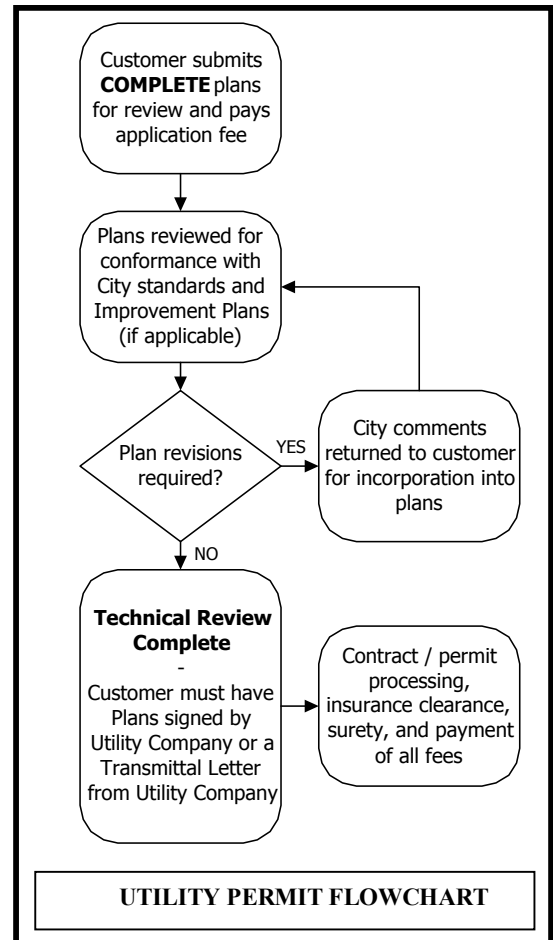 Customer submits
COMPLETE plans
for review and pays
application fee
Plans reviewed for
conformance with
City standards and
Improvement Plans
(if applicable)
Plan revisions
required?
YES
City comments
returned to customer
for incorporation into
plans
NO
Technical Review
Complete
-
Customer must have
Plans signed by
Utility Company or a
Transmittal Letter
from Utility Company
Contract / permit
processing,
insurance clearance,
surety, and payment
of all fees
UTILITY PERMIT FLOWCHART